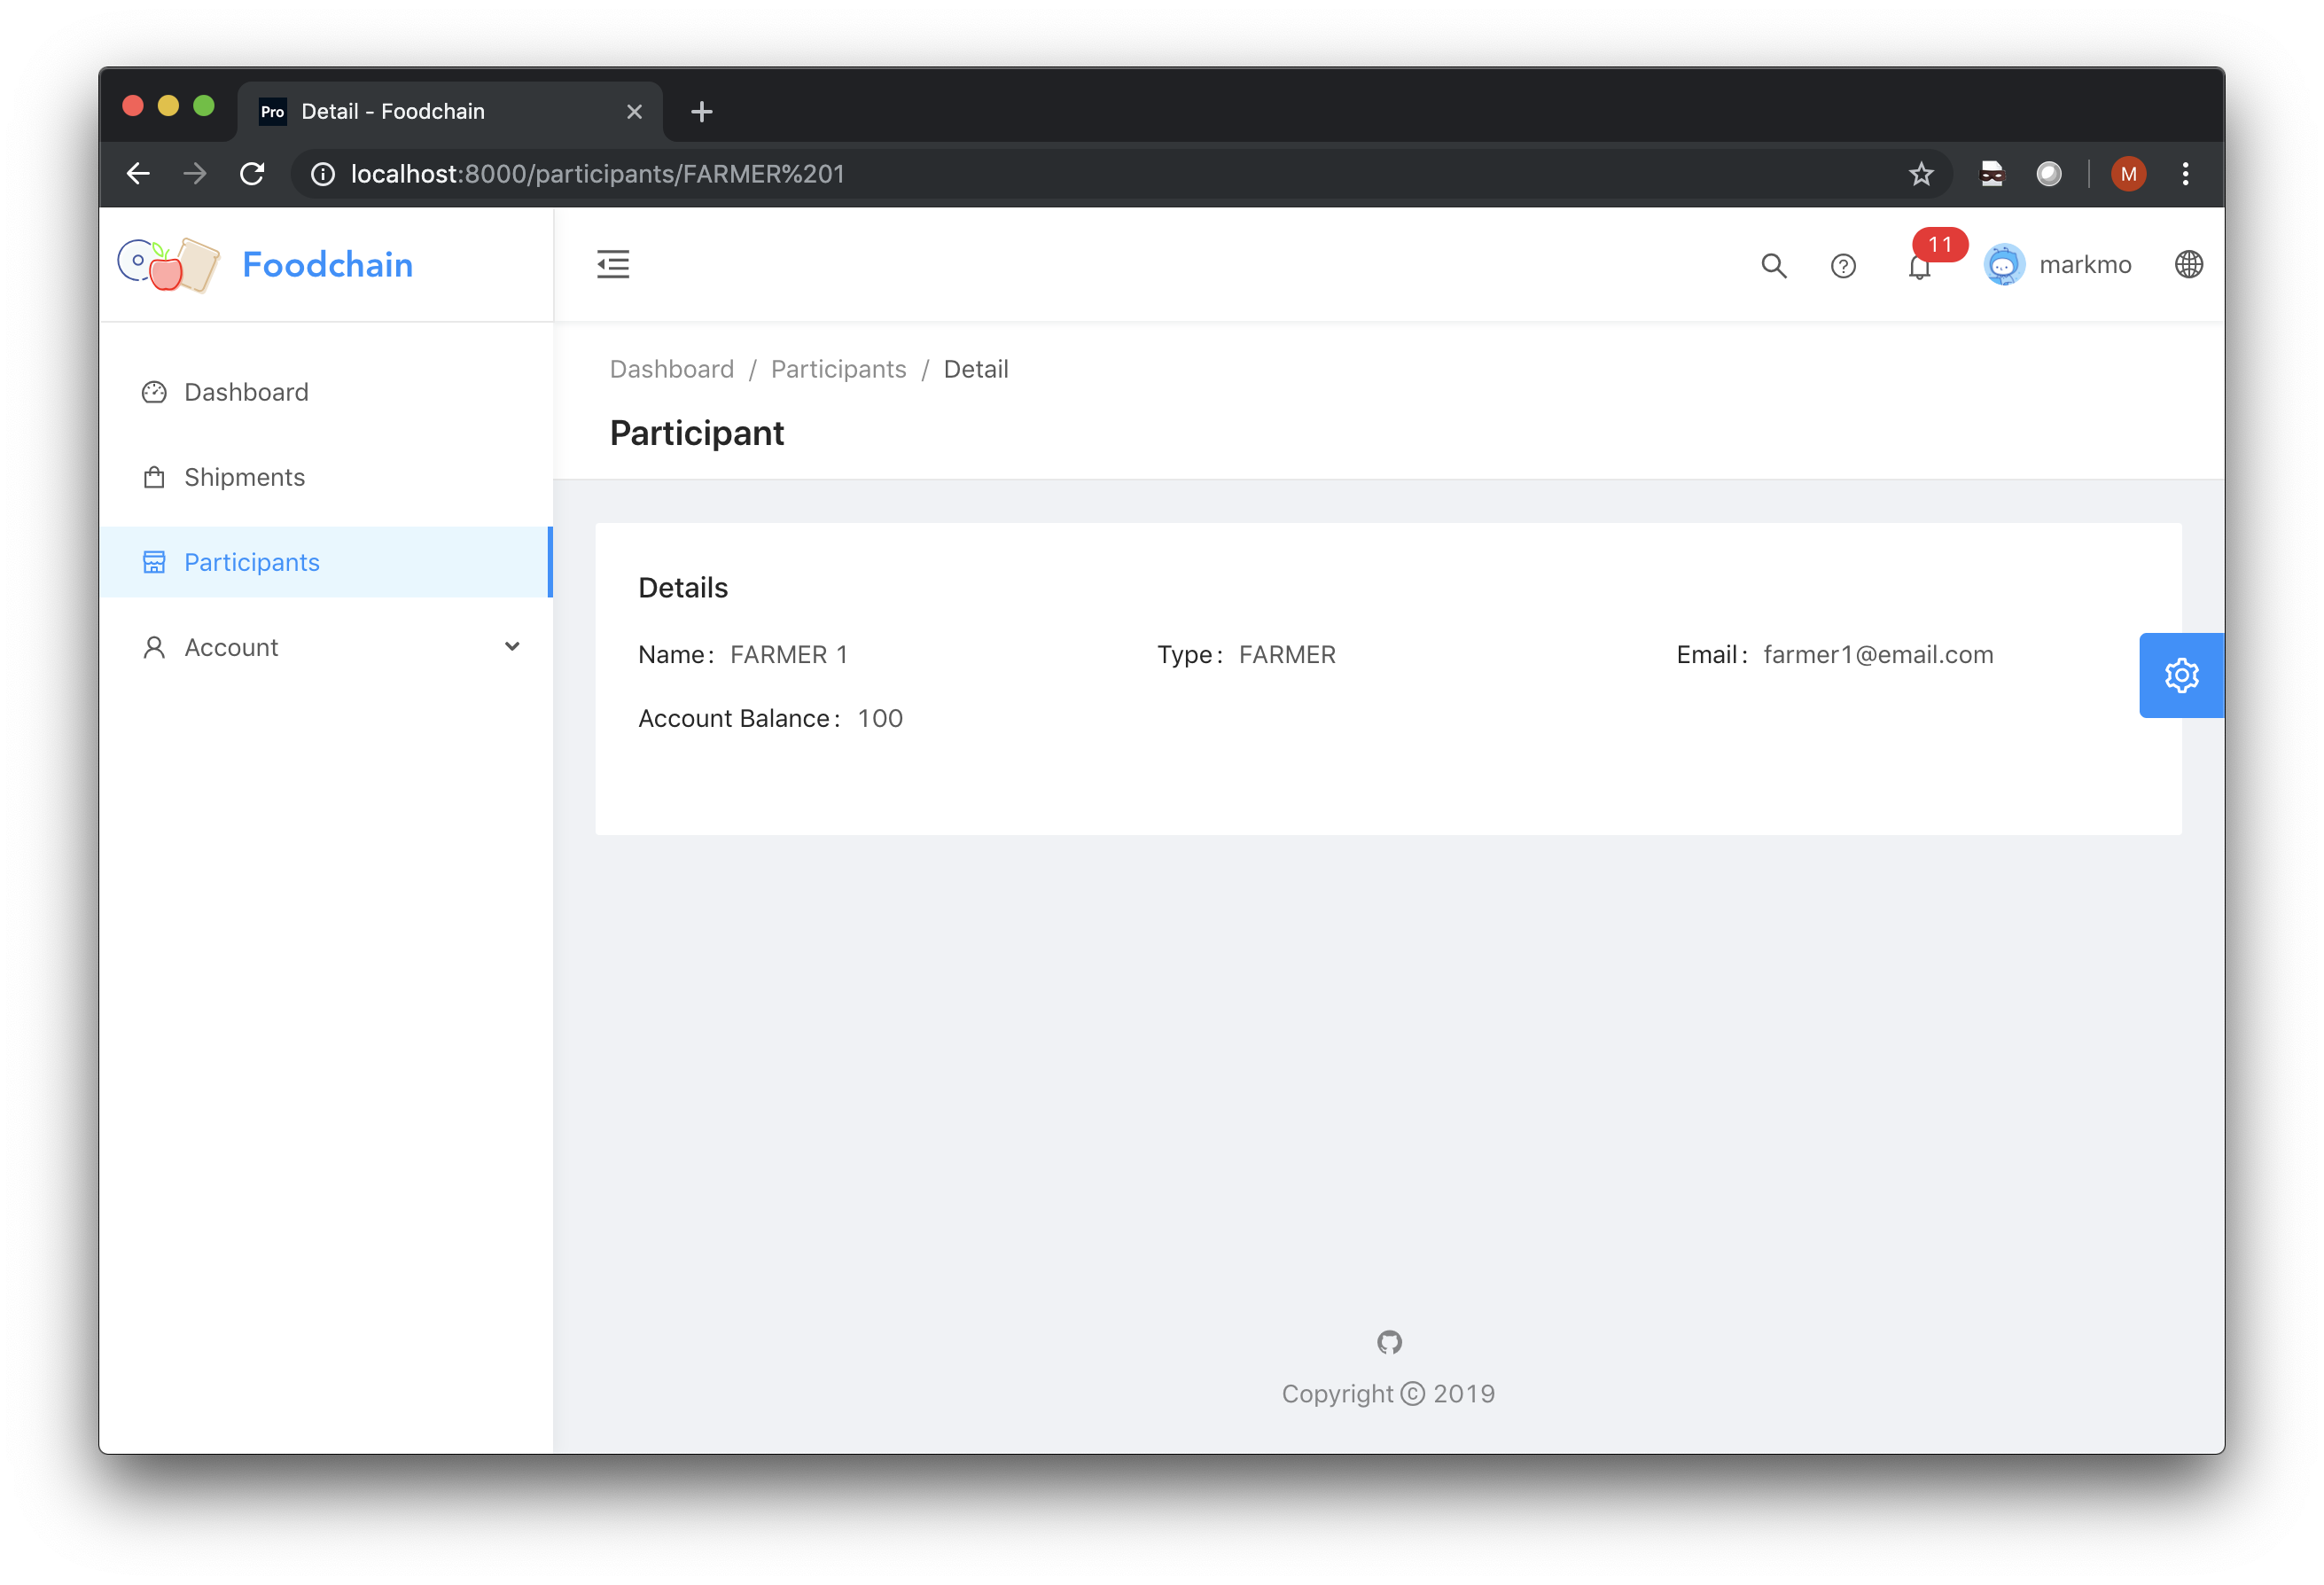 Pro Detail - Foodchain
localhost:8000/participants/FARMER%201
M
Foodchain
11
markmo
Dashboard
Shipments
Participants
Account
Dashboard / Participants / Detail
Participant
Details
Name: FARMER 1
Type: FARMER
Email: farmer1@email.com
Account Balance: 100
Copyright © 2019